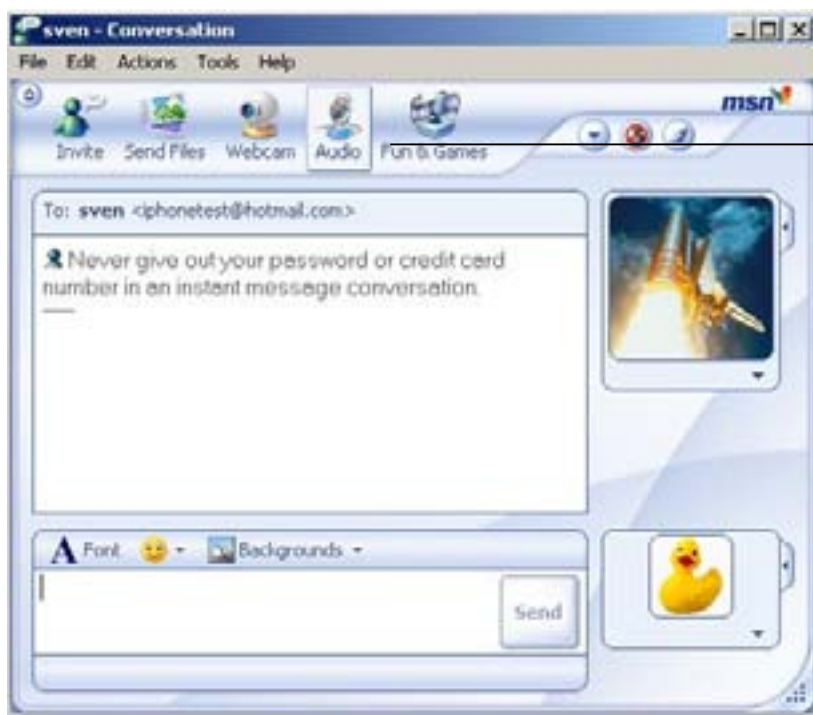 sven - Conversation
File Edit Actions Tools Help
msn
Invite Send Files Webcam Audio Fun & Games
To: sven <iphonetest@hotmail.com>
Never give out your password or credit card
number in an instant message conversation.
A Font Backgrounds
Send